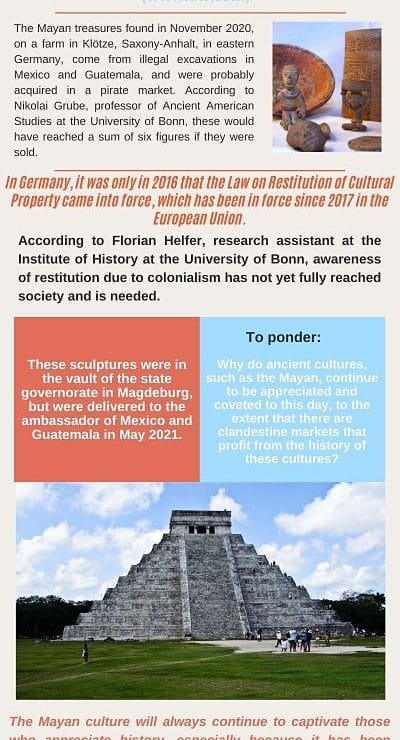 The Mayan treasures found in November 2020,
on a farm in Klötze, Saxony-Anhalt, in eastern
Germany, come from illegal excavations in
Mexico and Guatemala, and were probably
acquired in a pirate market. According to
Nikolai Grube, professor of Ancient American
Studies at the University of Bonn, these would
have reached a sum of six figures if they were
sold.
In Germany, it was only in 2016 that the Law on Restitution of Cultural
Property came into force, which has been in force since 2017 in the
European Union.
According to Florian Helfer, research assistant at the
Institute of History at the University of Bonn, awareness
of restitution due to colonialism has not yet fully reached
society and is needed.
These sculptures were in
the vault of the state
governorate in Magdeburg,
but were delivered to the
ambassador of Mexico and
Guatemala in May 2021.
To ponder:
Why do ancient cultures,
such as the Mayan, continue
to be appreciated and
coveted to this day, to the
extent that there are
clandestine markets that
profit from the history of
these cultures?
The Mayan culture will always continue to captivate those
who appreciate history, especially because it has been